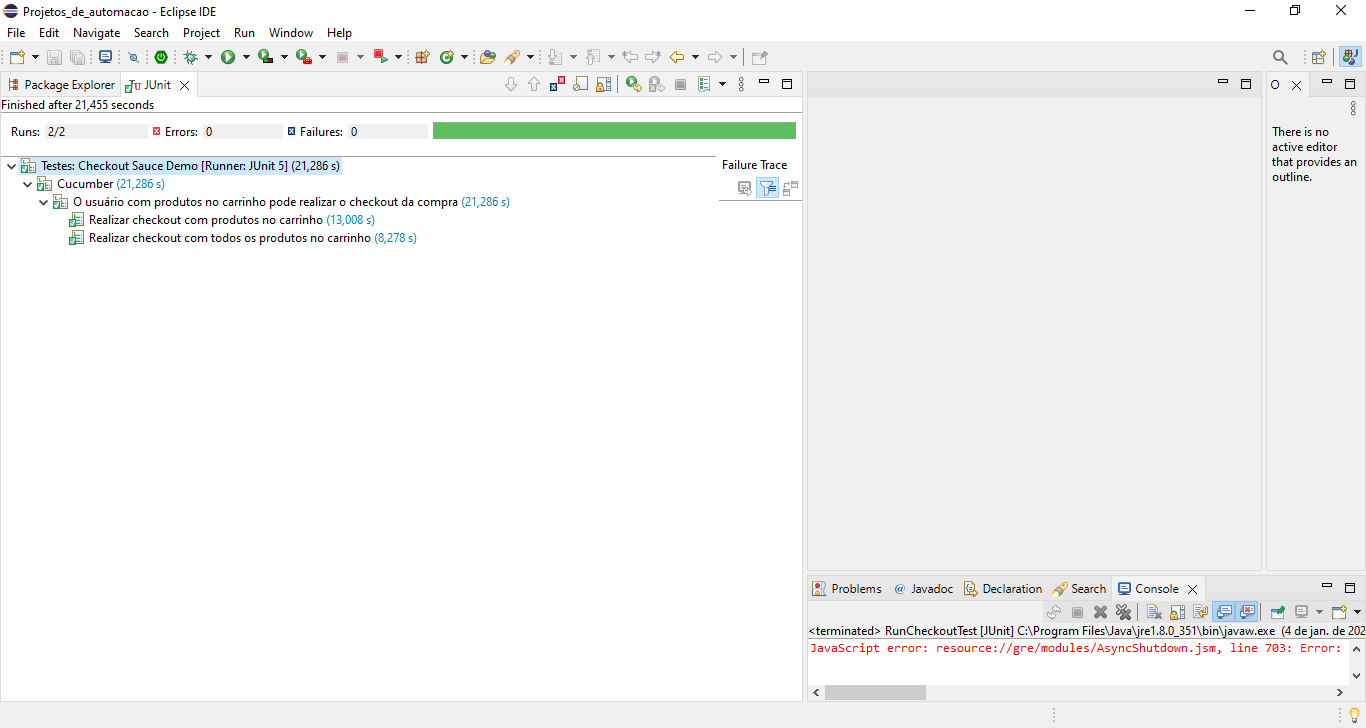 Projetos_de_automacao - Eclipse IDE
File Edit Navigate Search Project Run Window Help
Package Explorer JUnit
Finished after 21,455 seconds
Runs: 2/2 Errors: 0 Failures: 0
Testes: Checkout Sauce Demo [Runner: JUnit 5] (21,286 s)
Cucumber (21,286 s)
O usuário com produtos no carrinho pode realizar o checkout da compra (21,286 s)
Realizar checkout com produtos no carrinho (13,008 s)
Realizar checkout com todos os produtos no carrinho (8,278 s)
Failure Trace
O
There is no
active editor
that provides an
outline.
Problems @ Javadoc Declaration Search Console
<terminated> RunCheckoutTest [JUnit] C:\Program Files\Java\jre1.8.0_351\bin\javaw.exe (4 de jan. de 202
JavaScript error: resource://gre/modules/AsyncShutdown.jsm, line 703: Error: